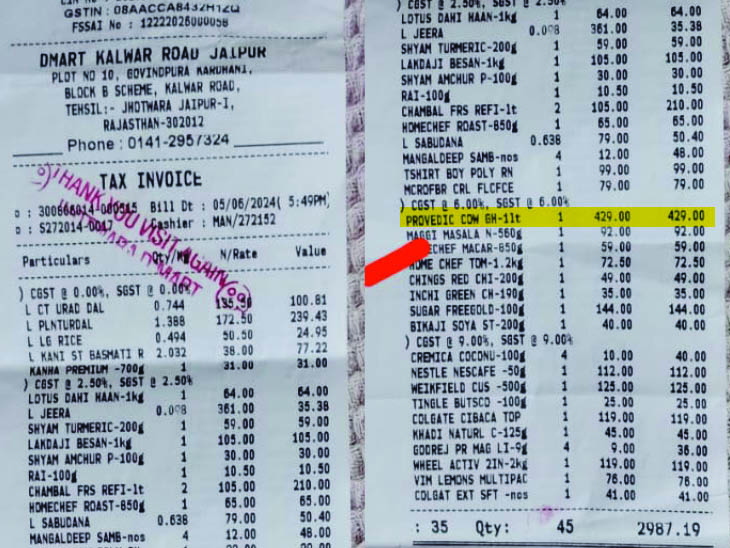 GSTIN : 08AACCA8432H1ZQ
FSSAI No : 12222026000058
DMART KALWAR ROAD JAIPUR
PLOT NO 10, GOVINDPURA KARDHANI,
BLOCK B SCHEME, KALWAR ROAD,
TEHSIL:- JHOTWARA JAIPUR-I,
RAJASTHAN-302012
Phone : 0141-2957324
TAX INVOICE
THANK YOU VISIT AGAIN
D'MART
: 300866014-000515 Bill Dt : 05/06/2024( 5:49PM)
: S272014-0017 Cashier : MAN/272152
Particulars N/Rate Value
) CGST @ 0.00%, SGST @ 0.00%
L CT URAD DAL 0.744 135.50 100.81
L PLNTURDAL 1.388 172.50 239.43
L LG RICE 0.494 50.50 24.95
L KANI ST BASMATI R 2.032 38.00 77.22
KANHA PREMIUM -700g 1 31.00 31.00
) CGST @ 2.50%, SGST @ 2.50%
LOTUS DAHI HAAN-1kg 1 64.00 64.00
L JEERA 0.098 361.00 35.38
SHYAM TURMERIC-200g 1 59.00 59.00
LAKDAJI BESAN-1kg 1 105.00 105.00
SHYAM AMCHUR P-100g 1 30.00 30.00
RAI-100g 1 10.50 10.50
CHAMBAL FRS REFI-lt 2 105.00 210.00
HOMECHEF ROAST-850g 1 65.00 65.00
L SABUDANA 0.638 79.00 50.40
MANGALDEEP SAMB-nos 4 12.00 48.00
) CGST @ 2.50%, SGST @ 2.50%
LOTUS DAHI HAAN-1kg 1 64.00 64.00
L JEERA 0.098 361.00 35.38
SHYAM TURMERIC-200g 1 59.00 59.00
LAKDAJI BESAN-1kg 1 105.00 105.00
SHYAM AMCHUR P-100g 1 30.00 30.00
RAI-100g 1 10.50 10.50
CHAMBAL FRS REFI-lt 2 105.00 210.00
HOMECHEF ROAST-850g 1 65.00 65.00
L SABUDANA 0.638 79.00 50.40
MANGALDEEP SAMB-nos 4 12.00 48.00
TSHIRT BOY POLY RN 1 99.00 99.00
MCROFBR CRL FLCFCE 1 79.00 79.00
) CGST @ 6.00%, SGST @ 6.00%
PROVEDIC COW GH-1lt 1 429.00 429.00
MAGGI MASALA N-560g 1 92.00 92.00
MACAR-850g 1 59.00 59.00
HOME CHEF TOM-1.2kg 1 72.50 72.50
CHINGS RED CHI-200g 1 49.00 49.00
INCHI GREEN CH-190g 1 35.00 35.00
SUGAR FREEGOLD-100g 1 144.00 144.00
BIKAJI SOYA ST-200g 1 40.00 40.00
) CGST @ 9.00%, SGST @ 9.00%
CREMICA COCONU-100g 4 10.00 40.00
NESTLE NESCAFE -50g 1 112.00 112.00
WEIKFIELD CUS -500g 1 125.00 125.00
TINGLE BUTSCO -100g 1 25.00 25.00
COLGATE CIBACA TOP 1 119.00 119.00
KHADI NATURL C-125g 1 45.00 45.00
GODREJ PR MAG LI-9g 4 9.00 36.00
WHEEL ACTIV 2IN-2kg 1 119.00 119.00
VIM LEMONS MULTIPAC 1 76.00 76.00
COLGAT EXT SFT -nos 1 41.00 41.00
: 35 Qty: 45 2987.19